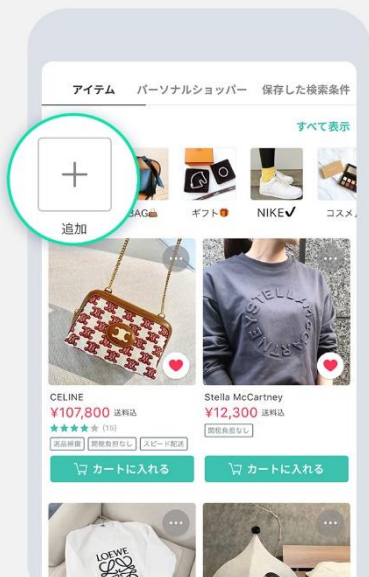 アイテム パーソナルショッパー 保存した検索条件
すべて表示
追加
BAG👜 ギフト🎁 NIKE✔ コスメ
STELLA McCARTNEY
CELINE
¥107,800 送料込
★★★★★ (15)
返品補償 関税負担なし スピード配送
カートに入れる
Stella McCartney
¥12,300 送料込
関税負担なし
カートに入れる
LOEWE